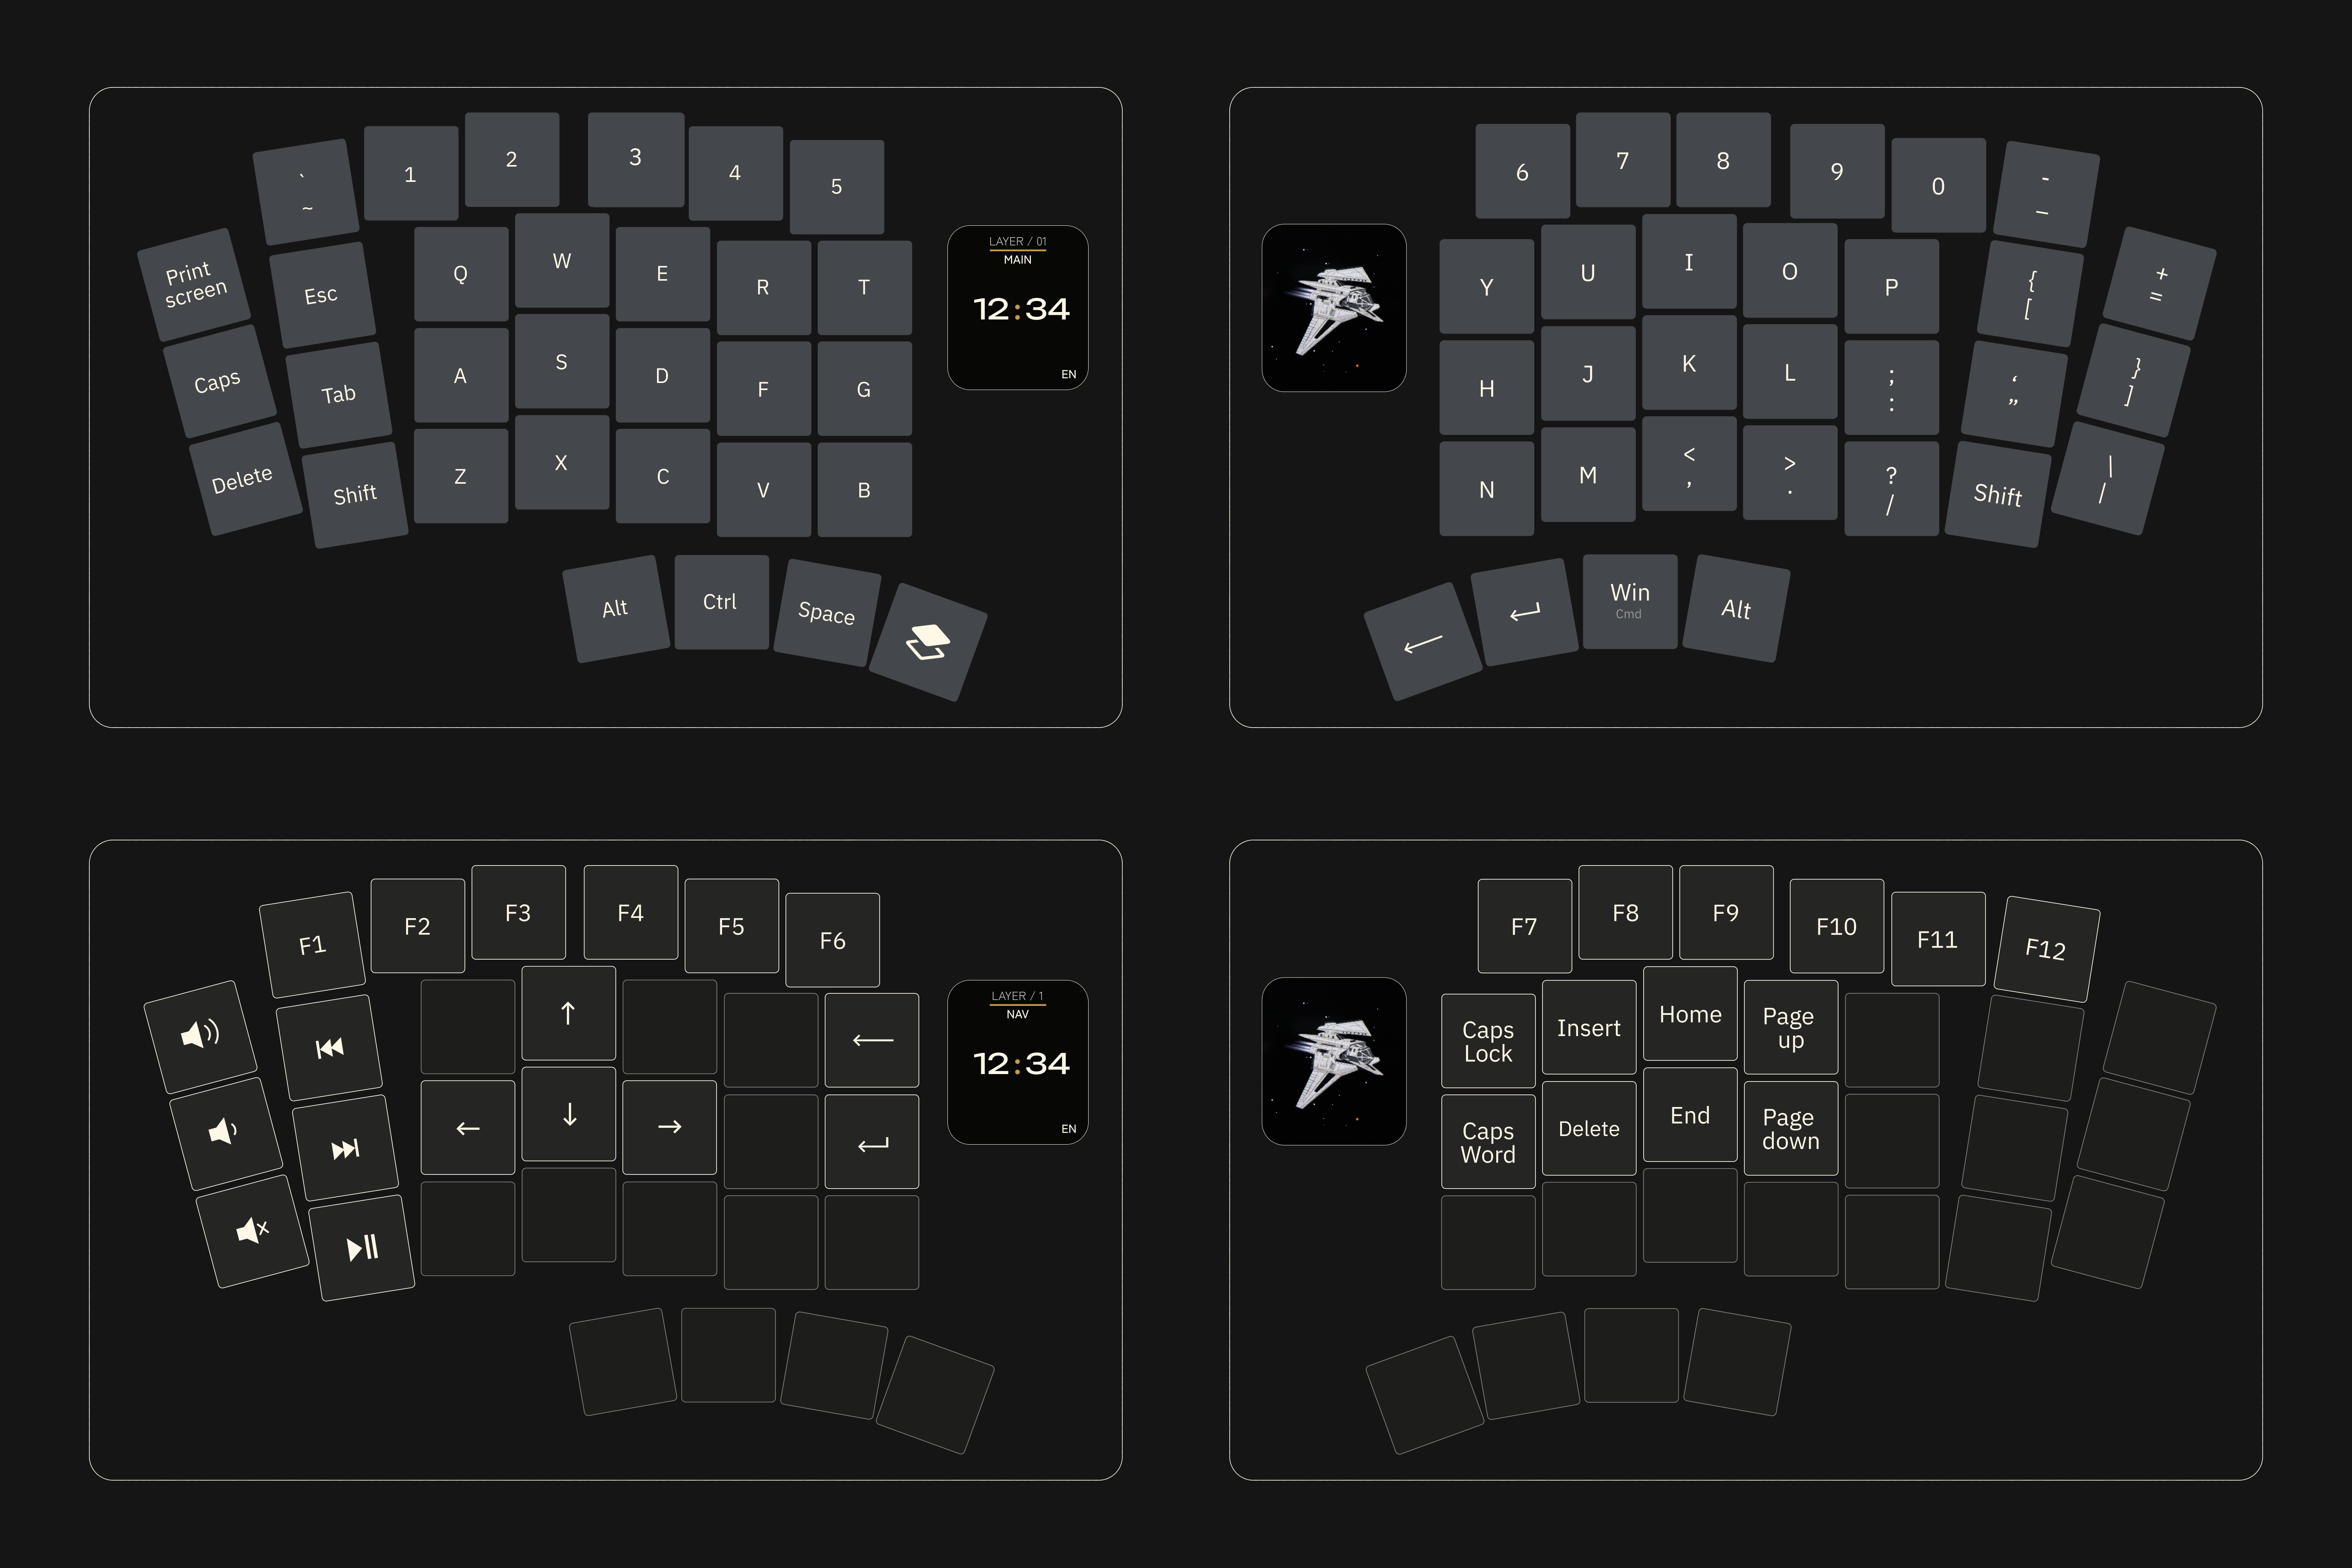 `
~
1
2
3
4
5
Print
screen
Esc
Q
W
E
R
T
Caps
Tab
A
S
D
F
G
Delete
Shift
Z
X
C
V
B
Alt
Ctrl
Space
LAYER / 01
MAIN
12:34
EN
6
7
8
9
0
-
_
Y
U
I
O
P
{
[
+
=
H
J
K
L
;
:
‘
”
}
]
N
M
<
,
>
.
?
/
Shift
\
/
←
↵
Win
Cmd
Alt
F1
F2
F3
F4
F5
F6
↑
←
←
↓
→
↵
LAYER / 1
NAV
12:34
EN
F7
F8
F9
F10
F11
F12
Caps
Lock
Insert
Home
Page
up
Caps
Word
Delete
End
Page
down